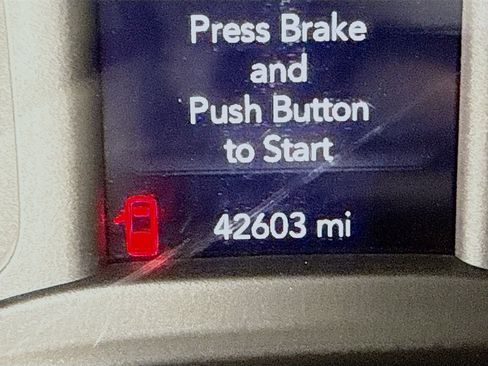 Press Brake
and
Push Button
to Start
42603 mi